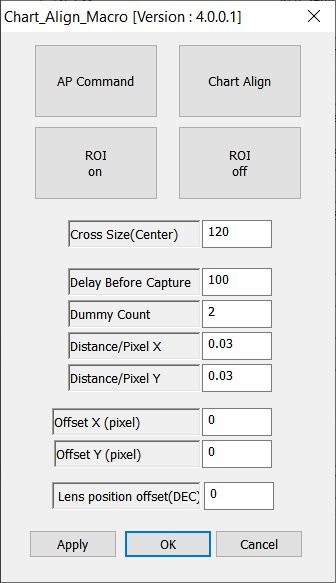 Chart_Align_Macro [Version : 4.0.0.1]
AP Command
Chart Align
ROI
on
ROI
off
Cross Size(Center)
120
Delay Before Capture
100
Dummy Count
2
Distance/Pixel X
0.03
Distance/Pixel Y
0.03
Offset X (pixel)
0
Offset Y (pixel)
0
Lens position offset(DEC)
0
Apply
OK
Cancel